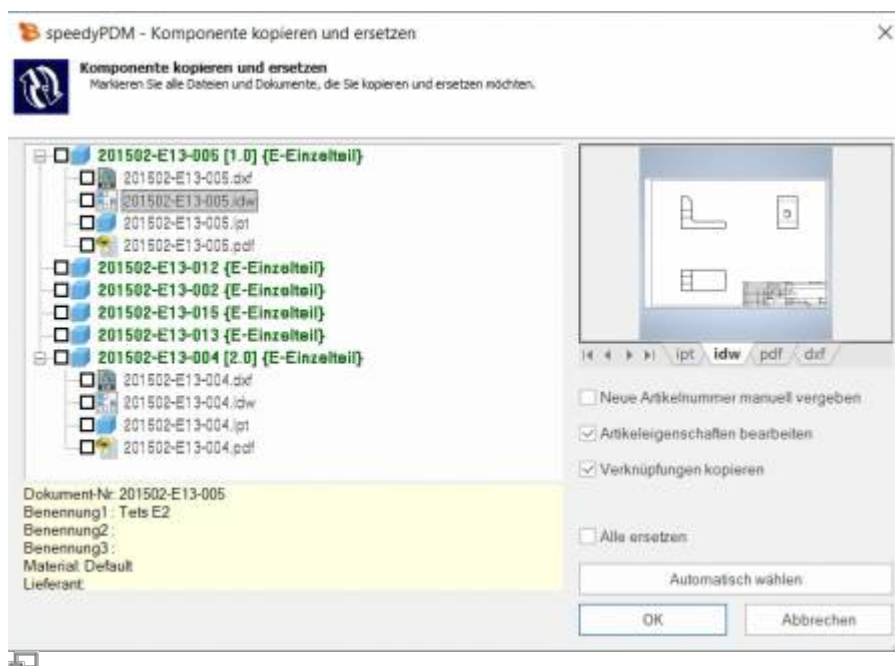 speedyPDM - Komponente kopieren und ersetzen
Komponente kopieren und ersetzen
Markieren Sie alle Dateien und Dokumente, die Sie kopieren und ersetzen möchten.
201502-E13-005 [1.0] {E-Einzelteil}
201502-E13-005.dxf
201502-E13-005.idw
201502-E13-005.ipt
201502-E13-005.pdf
201502-E13-012 {E-Einzelteil}
201502-E13-002 {E-Einzelteil}
201502-E13-015 {E-Einzelteil}
201502-E13-013 {E-Einzelteil}
201502-E13-004 [2.0] {E-Einzelteil}
201502-E13-004.dxf
201502-E13-004.idw
201502-E13-004.ipt
201502-E13-004.pdf
Dokument-Nr: 201502-E13-005
Benennung1 : Tets E2
Benennung2 :
Benennung3 :
Material: Default
Lieferant:
ipt idw pdf dxf
Neue Artikelnummer manuell vergeben
Artikeleigenschaften bearbeiten
Verknüpfungen kopieren
Alle ersetzen
Automatisch wählen
OK Abbrechen